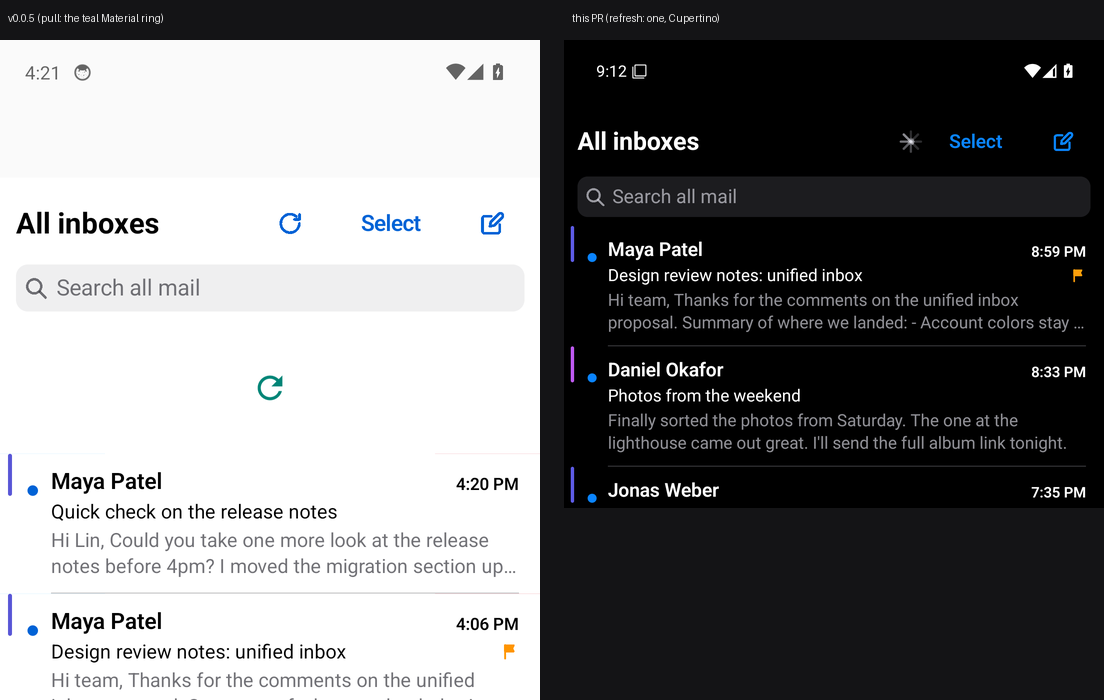 v0.0.5 (pull: the teal Material ring)
4:21
All inboxes
Select
Search all mail
Maya Patel
4:20 PM
Quick check on the release notes
Hi Lin, Could you take one more look at the release
notes before 4pm? I moved the migration section up…
Maya Patel
4:06 PM
Design review notes: unified inbox
Hi team, Thanks for the comments on the unified
this PR (refresh: one, Cupertino)
9:12
All inboxes
Select
Search all mail
Maya Patel
8:59 PM
Design review notes: unified inbox
Hi team, Thanks for the comments on the unified inbox
proposal. Summary of where we landed: - Account colors stay …
Daniel Okafor
8:33 PM
Photos from the weekend
Finally sorted the photos from Saturday. The one at the
lighthouse came out great. I'll send the full album link tonight.
Jonas Weber
7:35 PM